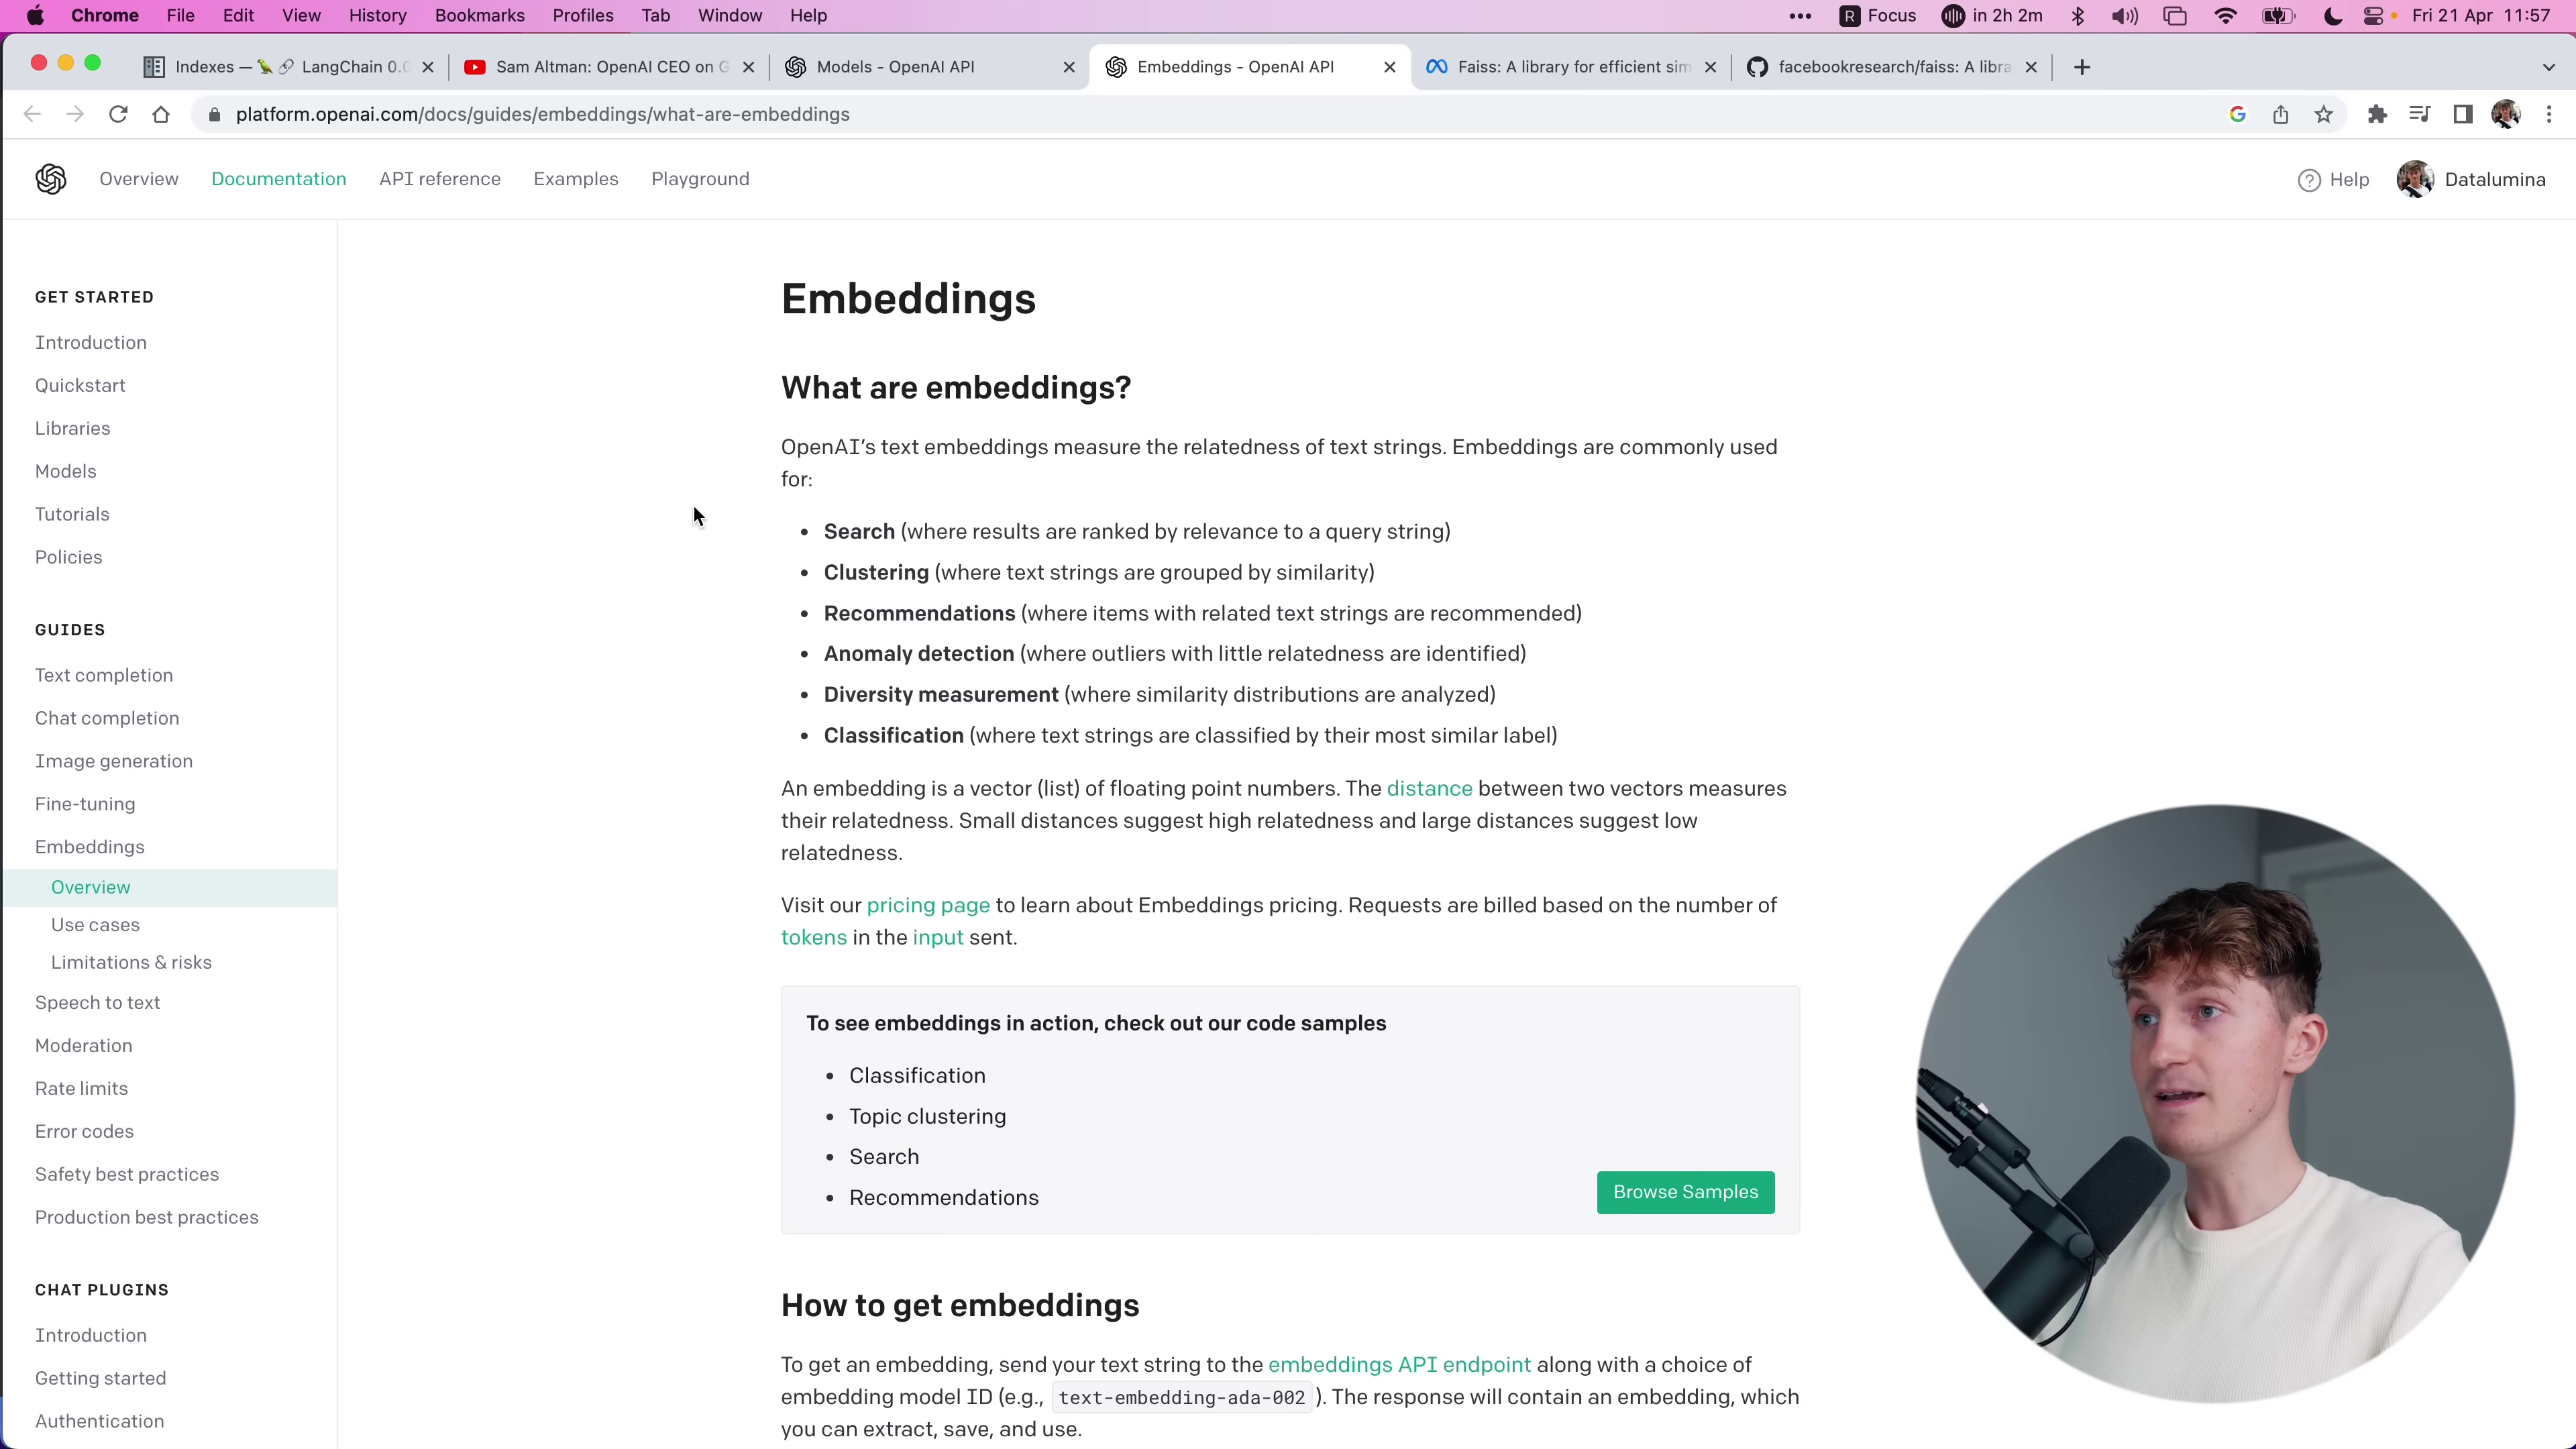 Chrome File Edit View History Bookmarks Profiles Tab Window Help
R Focus in 2h 2m Fri 21 Apr 11:57
Indexes — 🦜🔗 LangChain 0.0
Sam Altman: OpenAI CEO on G
Models - OpenAI API
Embeddings - OpenAI API
Faiss: A library for efficient sim
facebookresearch/faiss: A libra
platform.openai.com/docs/guides/embeddings/what-are-embeddings
Overview Documentation API reference Examples Playground
Help Datalumina
GET STARTED
Introduction
Quickstart
Libraries
Models
Tutorials
Policies
GUIDES
Text completion
Chat completion
Image generation
Fine-tuning
Embeddings
Overview
Use cases
Limitations & risks
Speech to text
Moderation
Rate limits
Error codes
Safety best practices
Production best practices
CHAT PLUGINS
Introduction
Getting started
Authentication
Embeddings
What are embeddings?
OpenAI’s text embeddings measure the relatedness of text strings. Embeddings are commonly used
for:
• Search (where results are ranked by relevance to a query string)
• Clustering (where text strings are grouped by similarity)
• Recommendations (where items with related text strings are recommended)
• Anomaly detection (where outliers with little relatedness are identified)
• Diversity measurement (where similarity distributions are analyzed)
• Classification (where text strings are classified by their most similar label)
An embedding is a vector (list) of floating point numbers. The distance between two vectors measures
their relatedness. Small distances suggest high relatedness and large distances suggest low
relatedness.
Visit our pricing page to learn about Embeddings pricing. Requests are billed based on the number of
tokens in the input sent.
To see embeddings in action, check out our code samples
• Classification
• Topic clustering
• Search
• Recommendations
Browse Samples
How to get embeddings
To get an embedding, send your text string to the embeddings API endpoint along with a choice of
embedding model ID (e.g., text-embedding-ada-002 ). The response will contain an embedding, which
you can extract, save, and use.